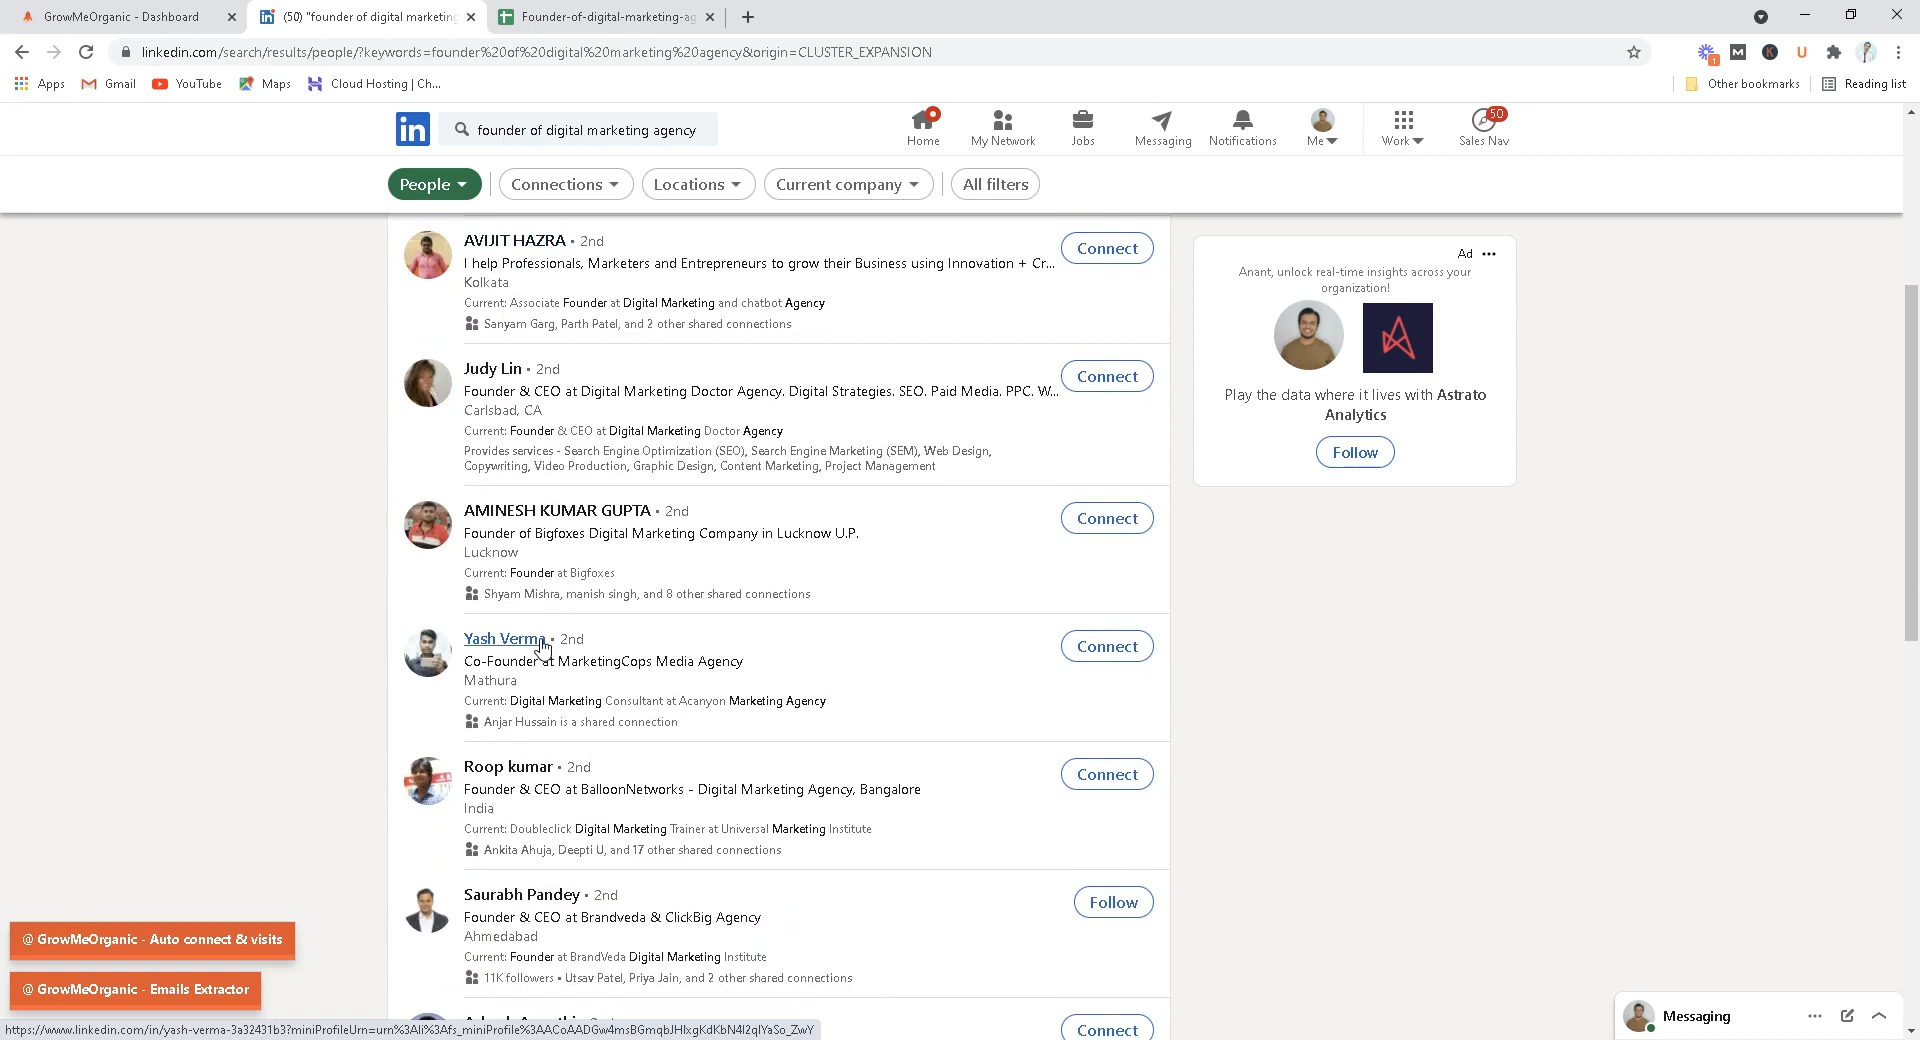 GrowMeOrganic - Dashboard
(50) "founder of digital marketing
Founder-of-digital-marketing-ag
linkedin.com/search/results/people/?keywords=founder%20of%20digital%20marketing%20agency&origin=CLUSTER_EXPANSION
Apps
Gmail
YouTube
Maps
Cloud Hosting | Ch...
Other bookmarks
Reading list
in
founder of digital marketing agency
Home
My Network
Jobs
Messaging
Notifications
Me
Work
50
Sales Nav
People
Connections
Locations
Current company
All filters
AVIJIT HAZRA • 2nd
I help Professionals, Marketers and Entrepreneurs to grow their Business using Innovation + Cr...
Kolkata
Current: Associate Founder at Digital Marketing and chatbot Agency
Sanyam Garg, Parth Patel, and 2 other shared connections
Connect
Judy Lin • 2nd
Founder & CEO at Digital Marketing Doctor Agency. Digital Strategies. SEO. Paid Media. PPC. W...
Carlsbad, CA
Current: Founder & CEO at Digital Marketing Doctor Agency
Provides services - Search Engine Optimization (SEO), Search Engine Marketing (SEM), Web Design,
Copywriting, Video Production, Graphic Design, Content Marketing, Project Management
Connect
AMINESH KUMAR GUPTA • 2nd
Founder of Bigfoxes Digital Marketing Company in Lucknow U.P.
Lucknow
Current: Founder at Bigfoxes
Shyam Mishra, manish singh, and 8 other shared connections
Connect
Yash Verma • 2nd
Co-Founder at MarketingCops Media Agency
Mathura
Current: Digital Marketing Consultant at Acanyon Marketing Agency
Anjar Hussain is a shared connection
Connect
Roop kumar • 2nd
Founder & CEO at BalloonNetworks - Digital Marketing Agency, Bangalore
India
Current: Doubleclick Digital Marketing Trainer at Universal Marketing Institute
Ankita Ahuja, Deepti U, and 17 other shared connections
Connect
Saurabh Pandey • 2nd
Founder & CEO at Brandveda & ClickBig Agency
Ahmedabad
Current: Founder at BrandVeda Digital Marketing Institute
11K followers • Utsav Patel, Priya Jain, and 2 other shared connections
Follow
Connect
Ad
Anant, unlock real-time insights across your
organization!
Play the data where it lives with Astrato
Analytics
Follow
@ GrowMeOrganic - Auto connect & visits
@ GrowMeOrganic - Emails Extractor
Messaging